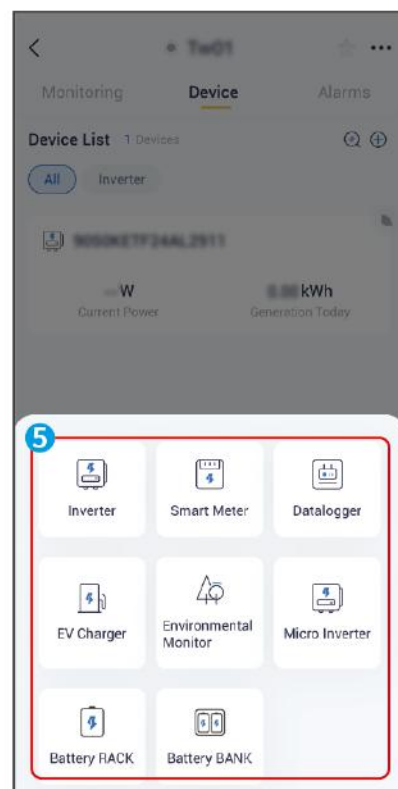 Monitoring Device Alarms
Device List 1 Devices
All Inverter
W kWh
Current Power Generation Today
5
Inverter Smart Meter Datalogger
EV Charger Environmental Monitor Micro Inverter
Battery RACK Battery BANK